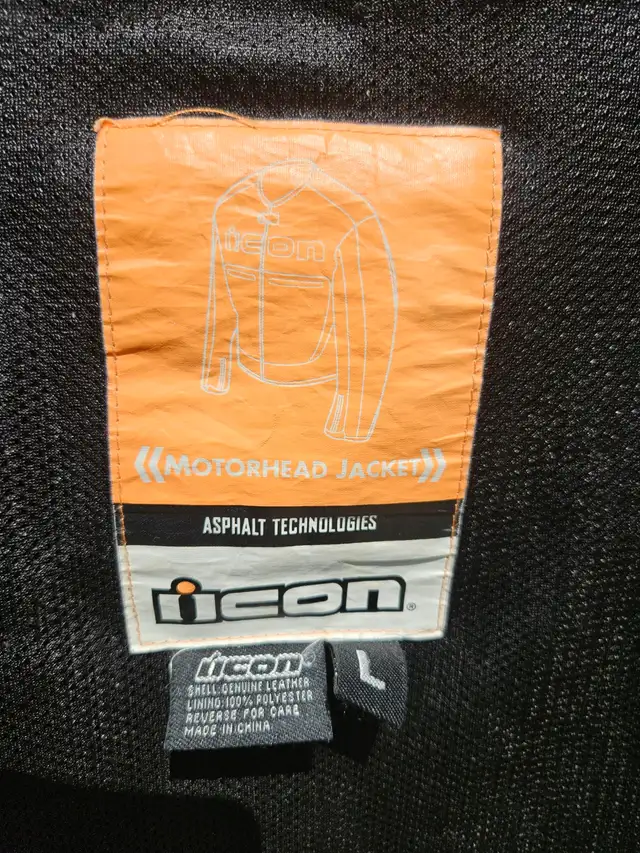 icon
《MOTORHEAD JACKET》
ASPHALT TECHNOLOGIES
icon®
icon
SHELL: GENUINE LEATHER
LINING: 100% POLYESTER
REVERSE FOR CARE
MADE IN CHINA
L